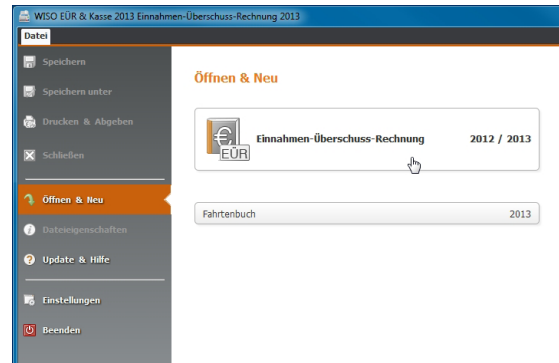 WISO EÜR & Kasse 2013 Einnahmen-Überschuss-Rechnung 2013
Datei
Speichern
Speichern unter
Drucken & Abgeben
Schließen
Öffnen & Neu
Dateieigenschaften
Update & Hilfe
Einstellungen
Beenden
Öffnen & Neu
€
EÜR
Einnahmen-Überschuss-Rechnung 2012 / 2013
Fahrtenbuch 2013